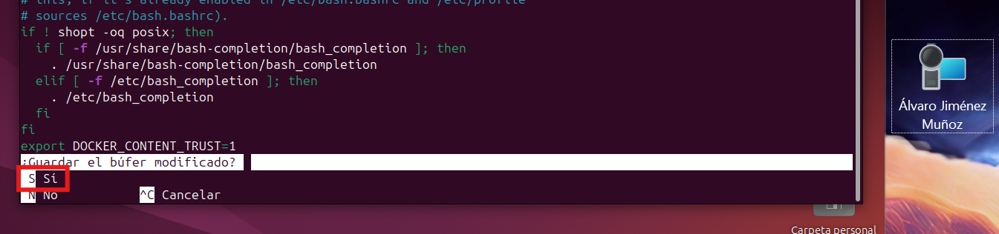 # this, if it's already enabled in /etc/bash.bashrc and /etc/profile
# sources /etc/bash.bashrc).
if ! shopt -oq posix; then
  if [ -f /usr/share/bash-completion/bash_completion ]; then
    . /usr/share/bash-completion/bash_completion
  elif [ -f /etc/bash_completion ]; then
    . /etc/bash_completion
  fi
fi
export DOCKER_CONTENT_TRUST=1
¿Guardar el búfer modificado?
S Sí
N No ^C Cancelar
Álvaro Jiménez
Muñoz
Carpeta personal